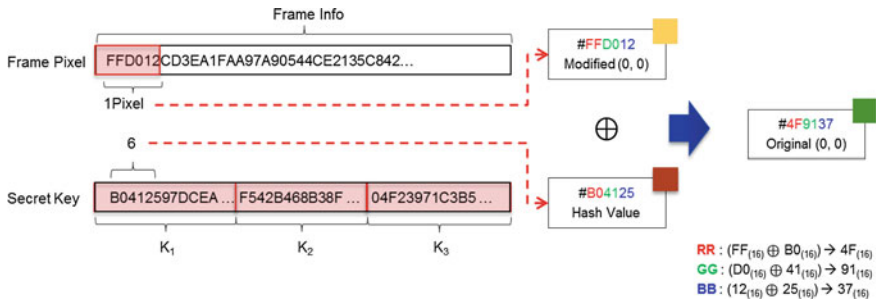 Frame Info
Frame Pixel
FFD012CD3EA1FAA97A90544CE2135C842...
1Pixel
#FFD012
Modified (0, 0)
⊕
#4F9137
Original (0, 0)
6
Secret Key
B0412597DCEA ... F542B468B38F ... 04F23971C3B5 ...
K₁ K₂ K₃
#B04125
Hash Value
RR : (FF₍₁₆₎ ⊕ B0₍₁₆₎) → 4F₍₁₆₎
GG : (D0₍₁₆₎ ⊕ 41₍₁₆₎) → 91₍₁₆₎
BB : (12₍₁₆₎ ⊕ 25₍₁₆₎) → 37₍₁₆₎